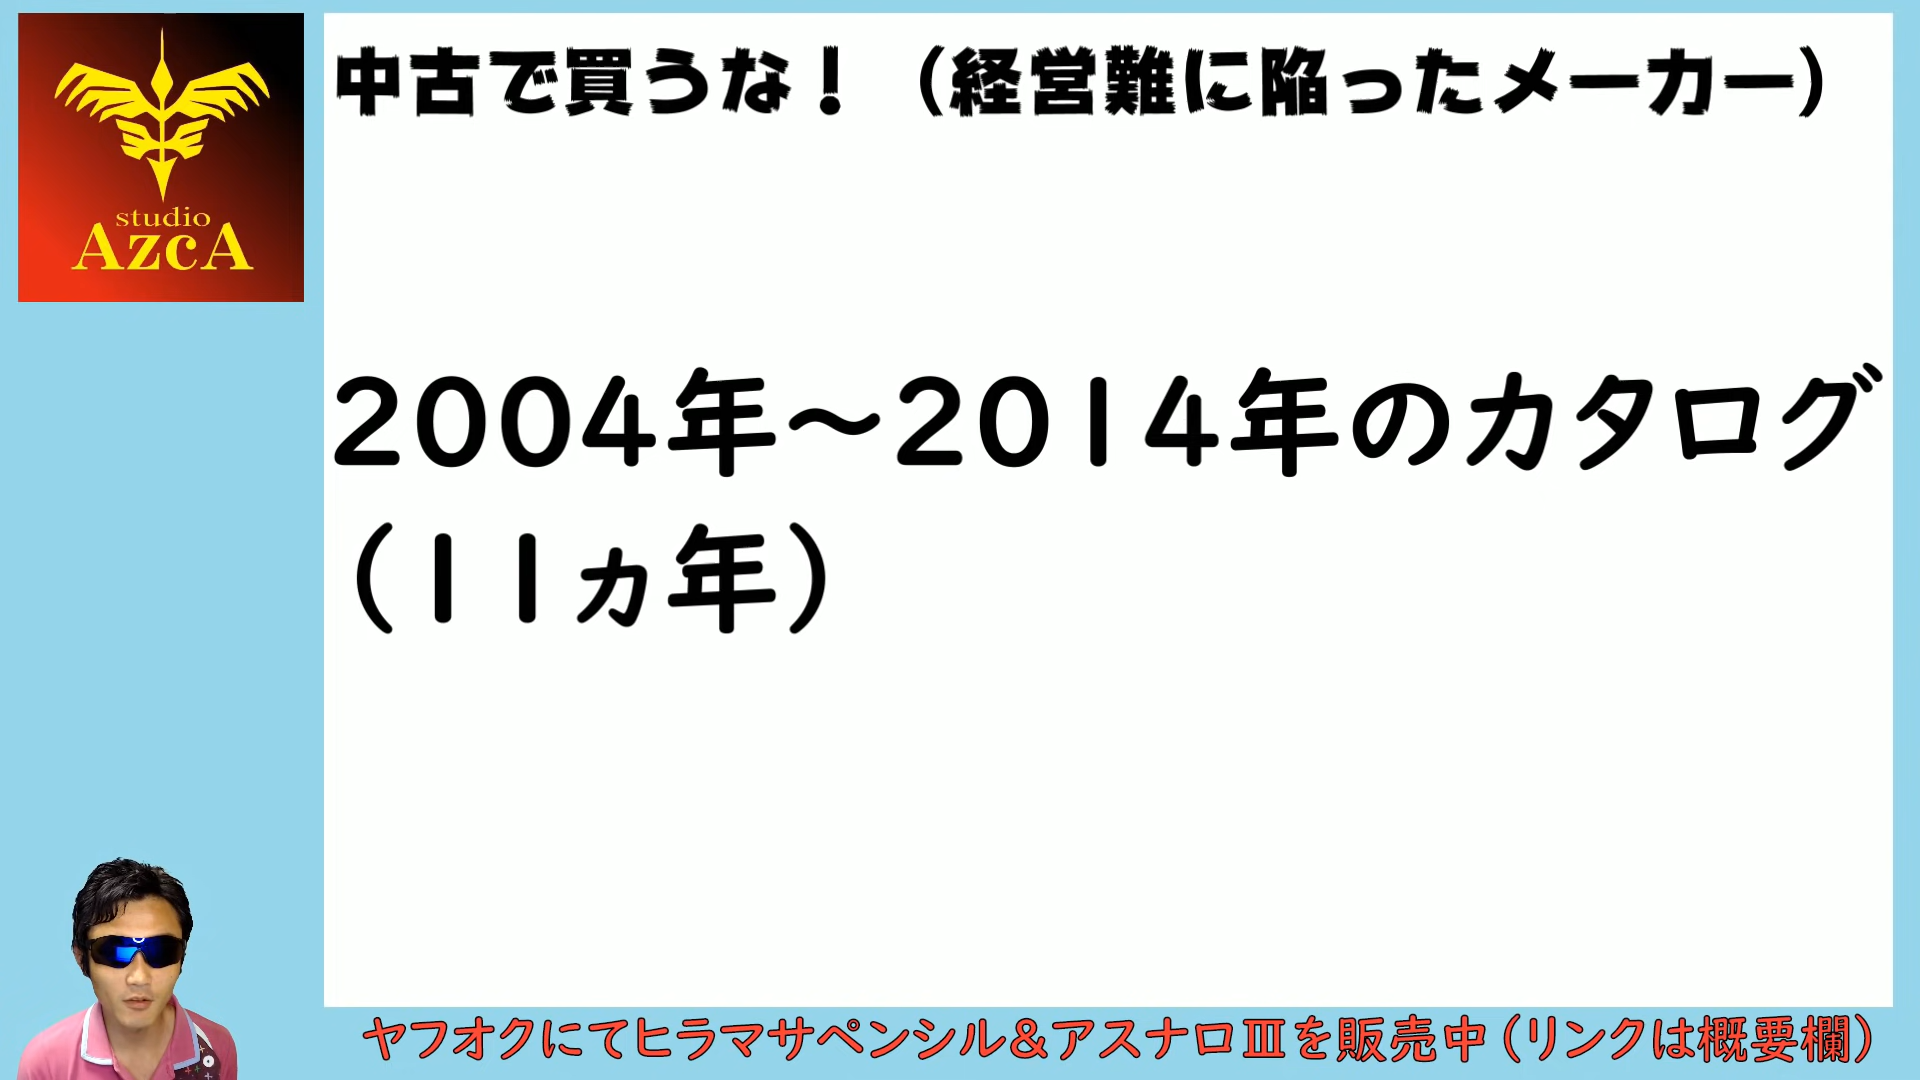 studio
AzcA
中古で買うな！（経営難に陥ったメーカー）
2004年～2014年のカタログ
（11ヵ年）
ヤフオクにてヒラマサペンシル&アスナロⅢを販売中（リンクは概要欄）